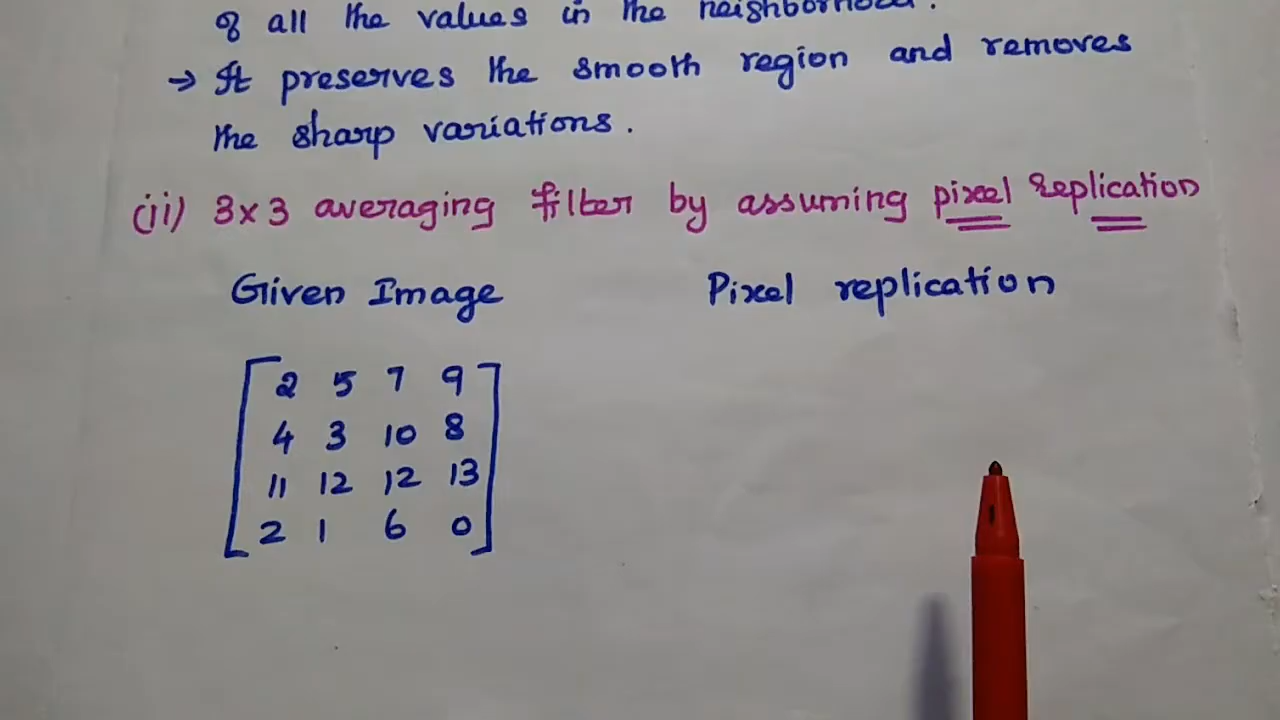 of all the values in the neighborhood.
→ It preserves the smooth region and removes
the sharp variations.
(ii) 3x3 averaging filter by assuming pixel replication
Given Image Pixel replication
2 5 7 9
4 3 10 8
11 12 12 13
2 1 6 0